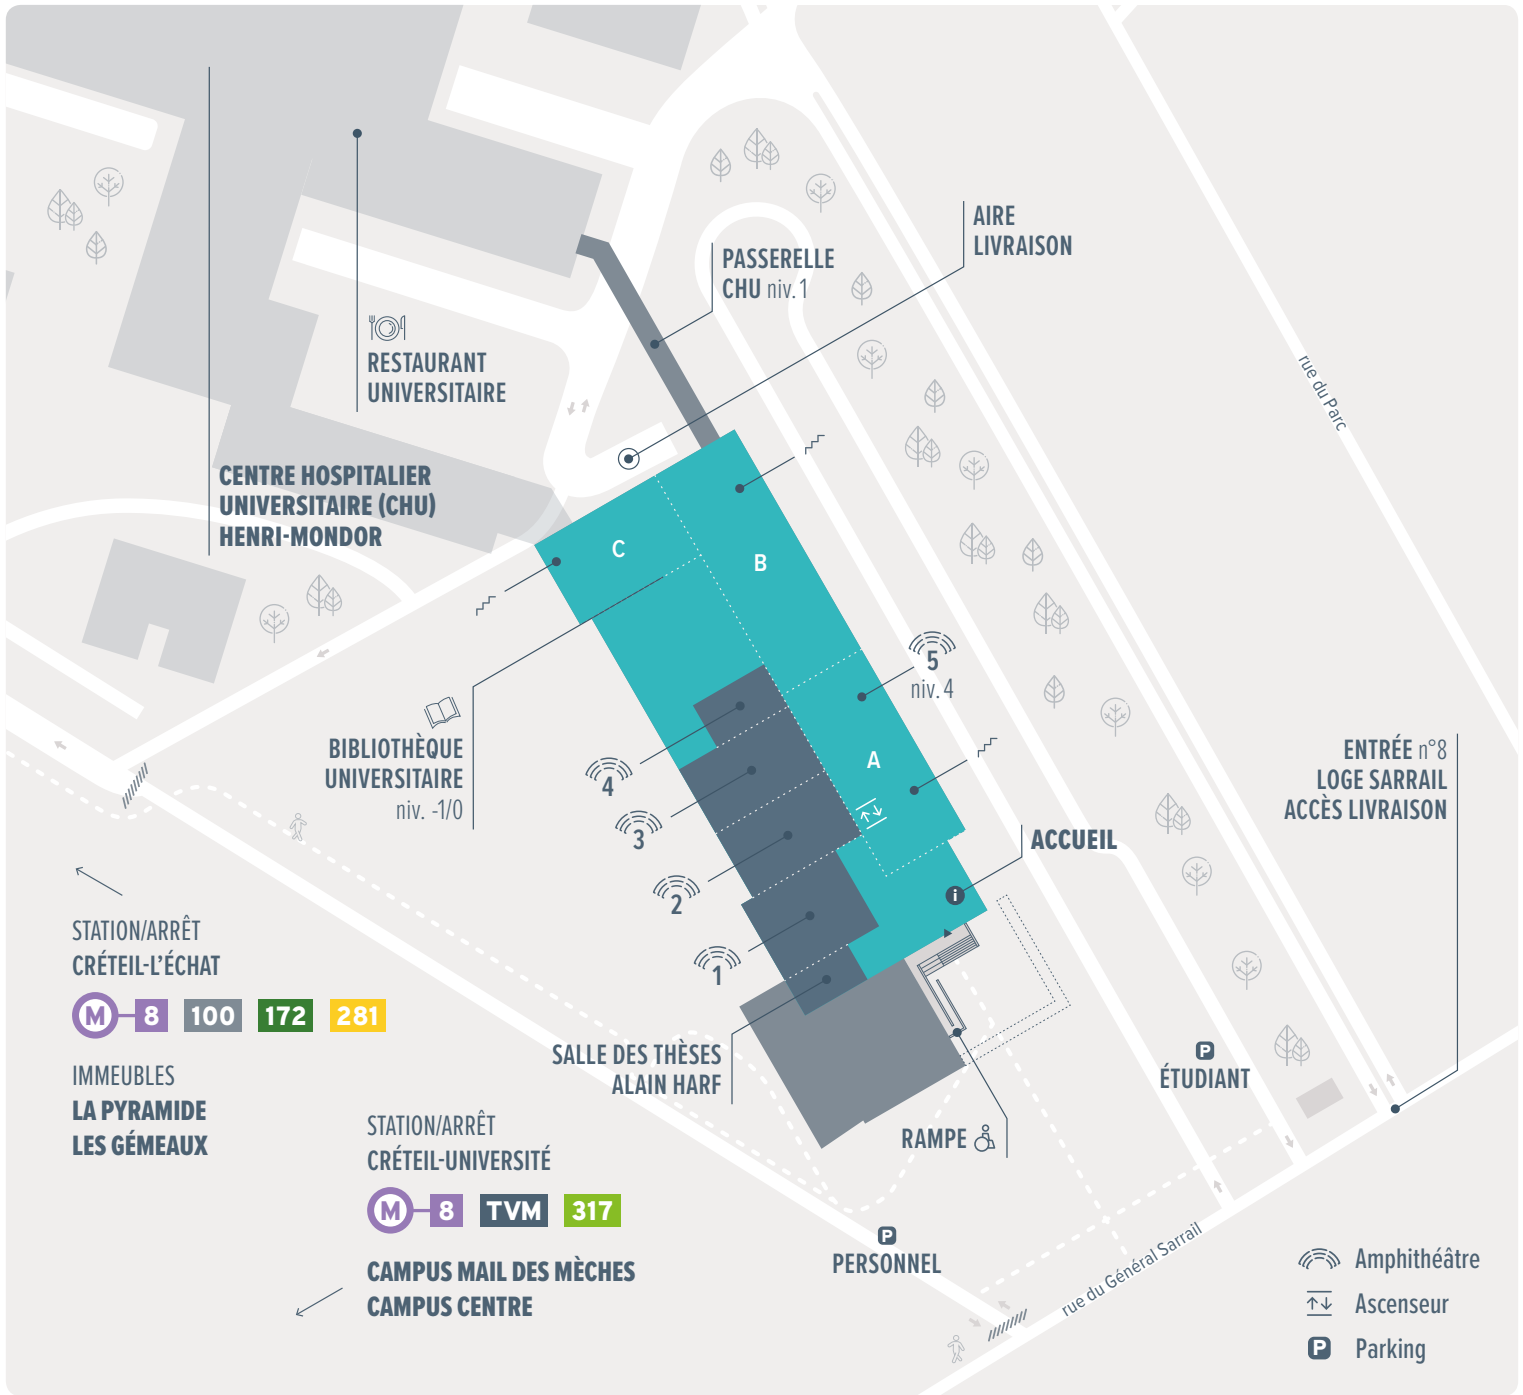 AIRE
LIVRAISON
PASSERELLE
CHU niv. 1
RESTAURANT
UNIVERSITAIRE
rue du Parc
CENTRE HOSPITALIER
UNIVERSITAIRE (CHU)
HENRI-MONDOR
C
B
5
niv. 4
BIBLIOTHÈQUE
UNIVERSITAIRE
niv. -1/0
A
4
3
2
1
ENTRÉE n°8
LOGE SARRAIL
ACCÈS LIVRAISON
ACCUEIL
i
STATION/ARRÊT
CRÉTEIL-L'ÉCHAT
M 8 100 172 281
IMMEUBLES
LA PYRAMIDE
LES GÉMEAUX
SALLE DES THÈSES
ALAIN HARF
P
ÉTUDIANT
RAMPE
STATION/ARRÊT
CRÉTEIL-UNIVERSITÉ
M 8 TVM 317
CAMPUS MAIL DES MÈCHES
CAMPUS CENTRE
P
PERSONNEL
rue du Général Sarrail
Amphithéâtre
Ascenseur
P Parking